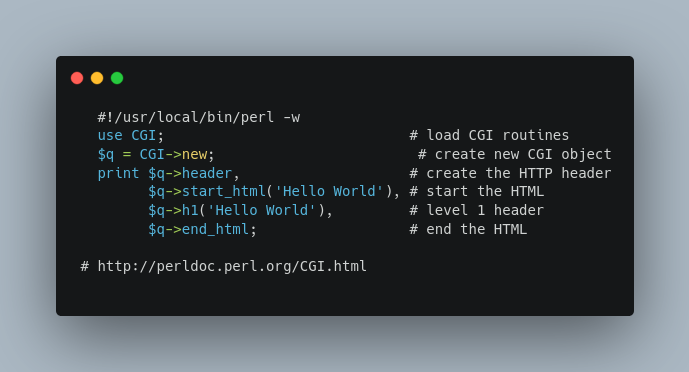 #!/usr/local/bin/perl -w
use CGI;                             # load CGI routines
$q = CGI->new;                        # create new CGI object
print $q->header,                    # create the HTTP header
      $q->start_html('Hello World'), # start the HTML
      $q->h1('Hello World'),         # level 1 header
      $q->end_html;                  # end the HTML
# http://perldoc.perl.org/CGI.html